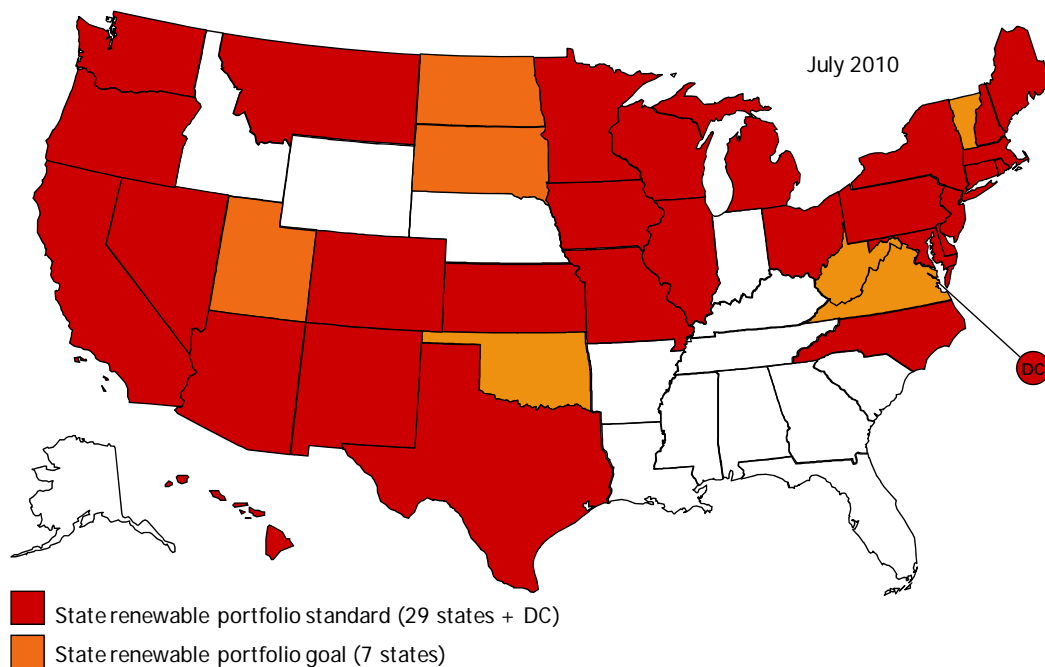 July 2010
DC
State renewable portfolio standard (29 states + DC)
State renewable portfolio goal (7 states)